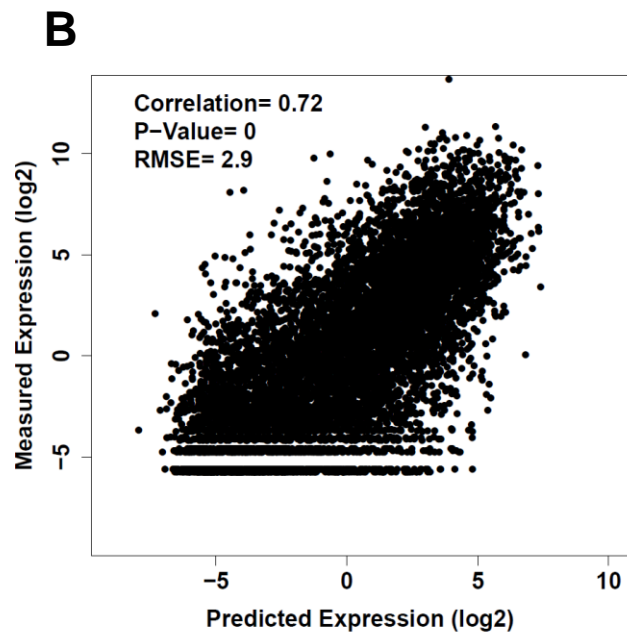 B
Correlation= 0.72
P−Value= 0
RMSE= 2.9
Measured Expression (log2)
10
5
0
−5
−5 0 5 10
Predicted Expression (log2)